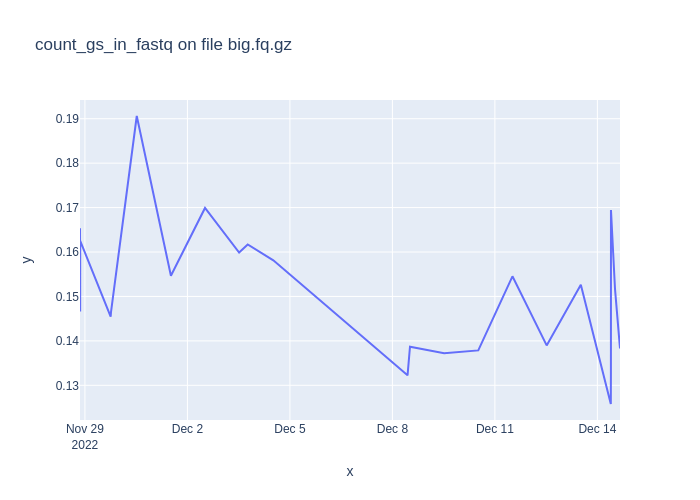 count_gs_in_fastq on file big.fq.gz
0.19
0.18
0.17
0.16
0.15
0.14
0.13
y
Nov 29
2022
Dec 2
Dec 5
Dec 8
Dec 11
Dec 14
x